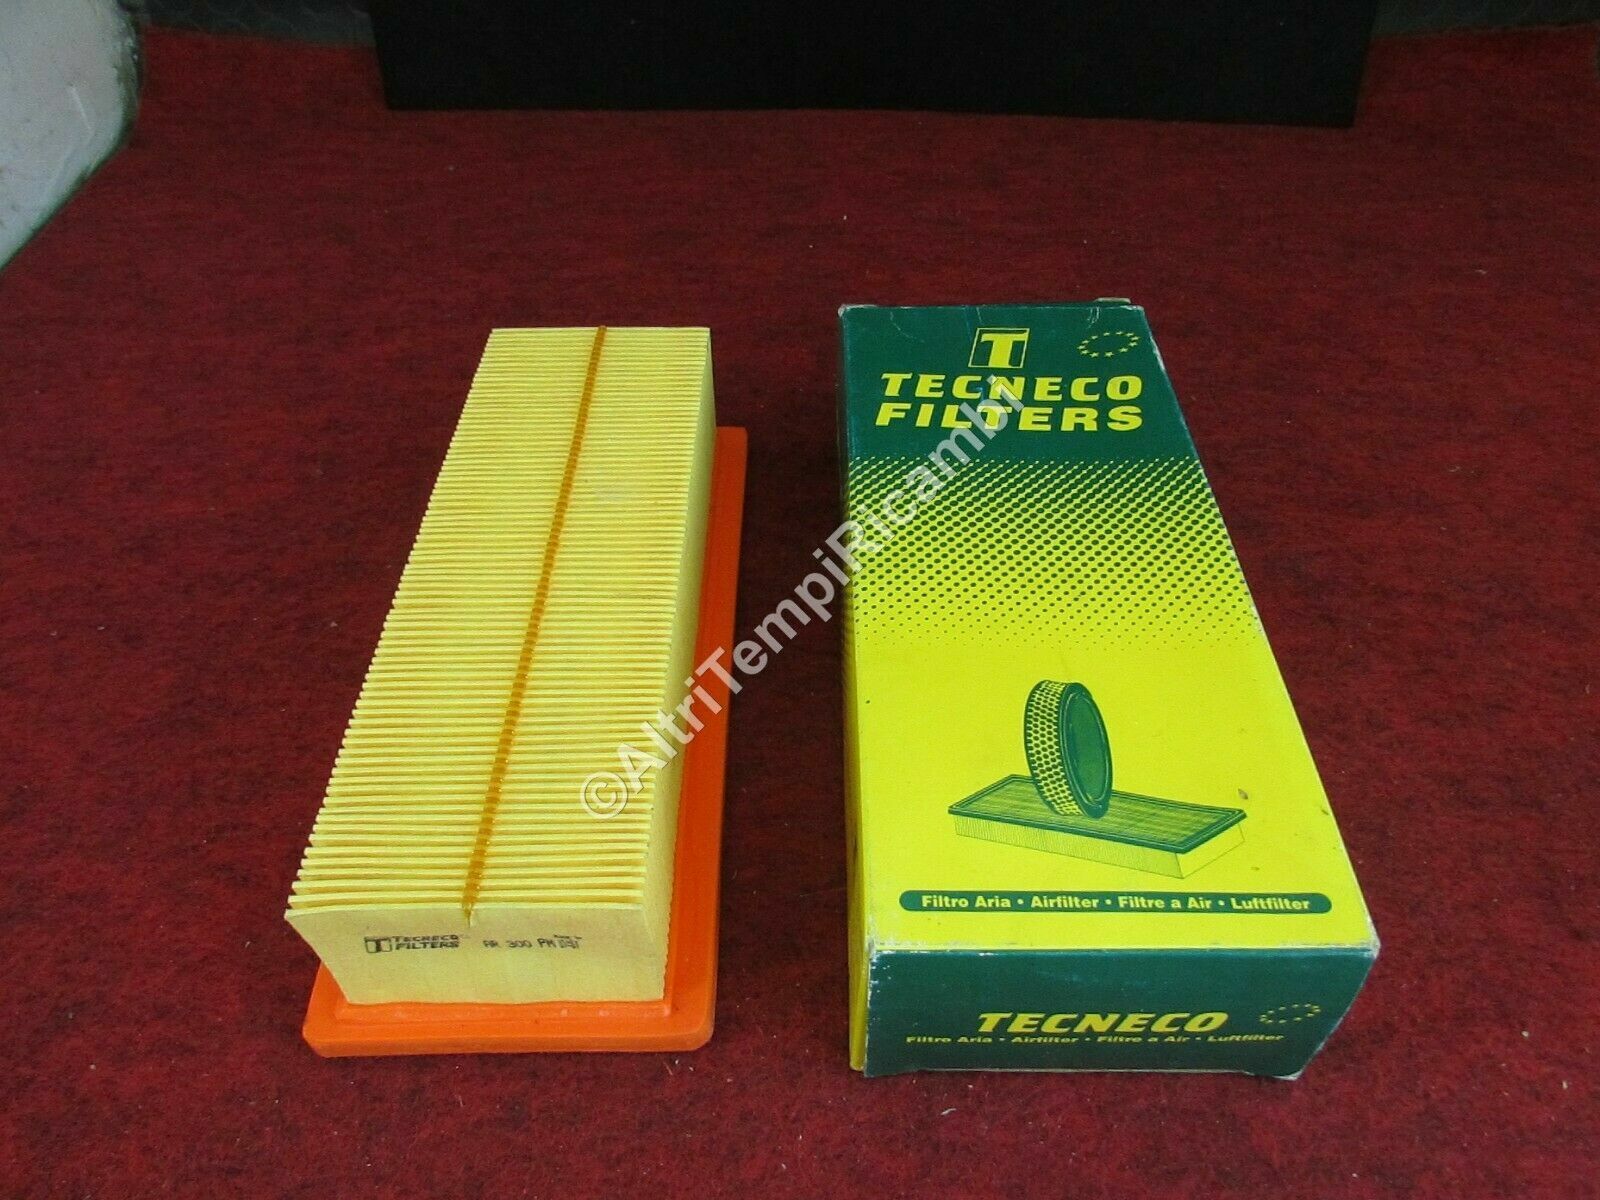 T
TECNECO
FILTERS
Filtro Aria • Airfilter • Filtre a Air • Luftfilter
TECNECO
Filtro Aria • Airfilter • Filtre a Air • Luftfilter
T TECNECO
FILTERS
AR 300 PM
©AltriTempiRicambi